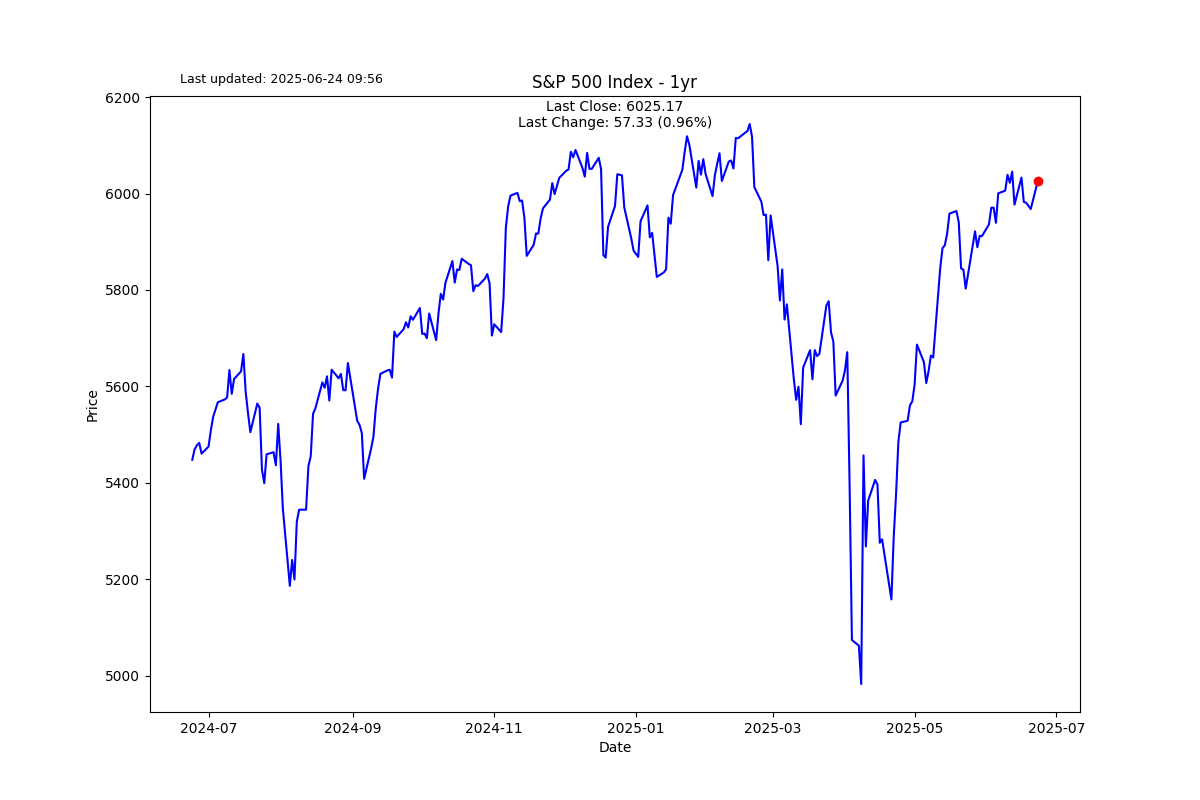 Last updated: 2025-06-24 09:56
S&P 500 Index - 1yr
Last Close: 6025.17
Last Change: 57.33 (0.96%)
Price
6200
6000
5800
5600
5400
5200
5000
2024-07 2024-09 2024-11 2025-01 2025-03 2025-05 2025-07
Date